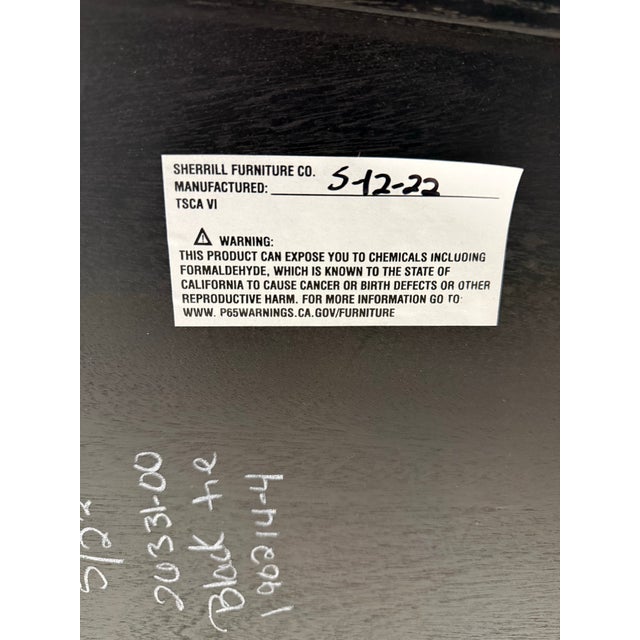 SHERRILL FURNITURE CO.
MANUFACTURED: 5-12-22
TSCA VI
WARNING:
THIS PRODUCT CAN EXPOSE YOU TO CHEMICALS INCLUDING
FORMALDEHYDE, WHICH IS KNOWN TO THE STATE OF
CALIFORNIA TO CAUSE CANCER OR BIRTH DEFECTS OR OTHER
REPRODUCTIVE HARM. FOR MORE INFORMATION GO TO
WWW. P65WARNINGS.CA.GOV/FURNITURE
26331-00
Black